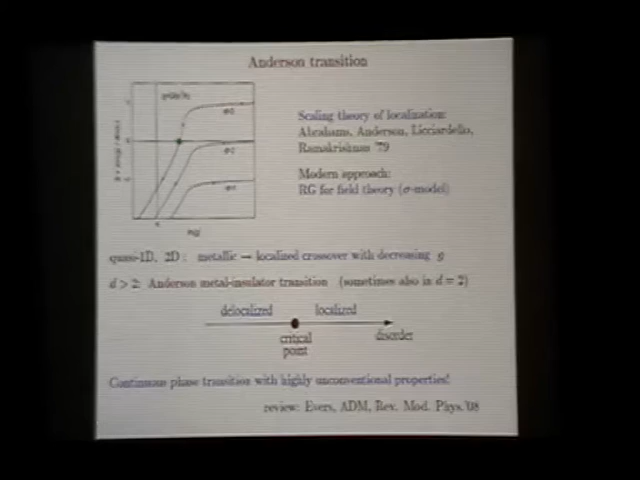 Anderson transition
Scaling theory of localization:
Abrahams, Anderson, Licciardello,
Ramakrishnan '79
Modern approach:
RG for field theory (σ-model)
quasi-1D, 2D : metallic → localized crossover with decreasing g
d > 2: Anderson metal-insulator transition (sometimes also in d = 2)
delocalized localized
critical
point
disorder
Continuous phase transition with highly unconventional properties!
review: Evers, ADM, Rev. Mod. Phys.'08